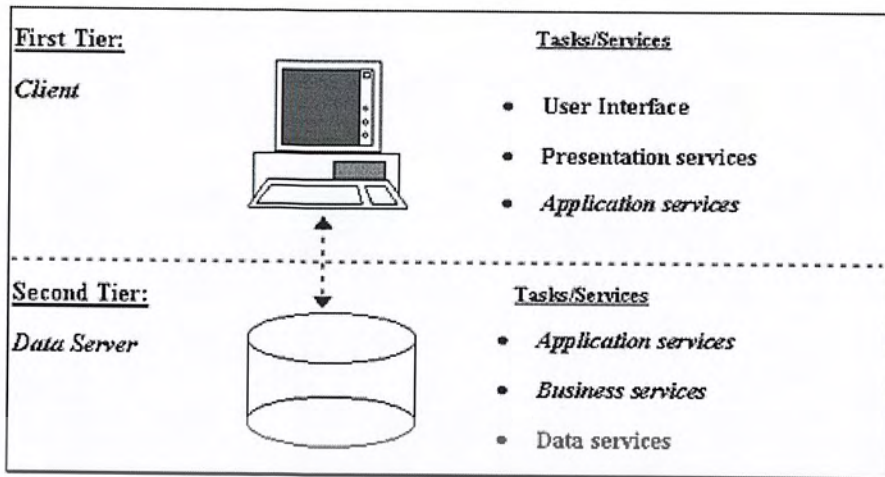 First Tier:
Tasks/Services
Client
• User Interface
• Presentation services
• Application services
Second Tier:
Tasks/Services
Data Server
• Application services
• Business services
• Data services